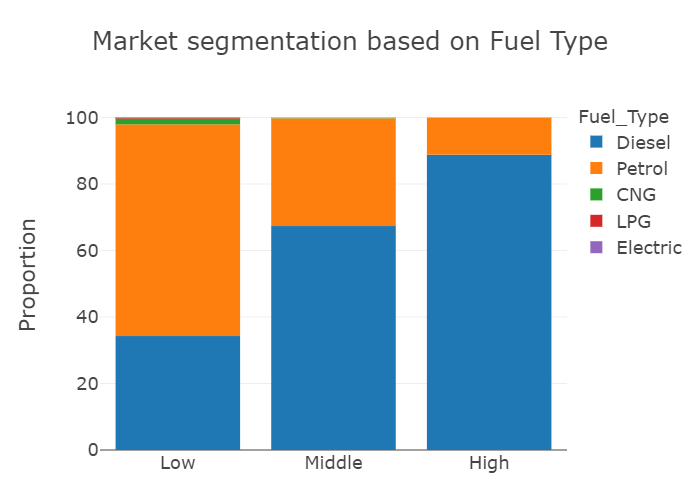 Market segmentation based on Fuel Type
Proportion
100
80
60
40
20
0
Low
Middle
High
Fuel_Type
Diesel
Petrol
CNG
LPG
Electric